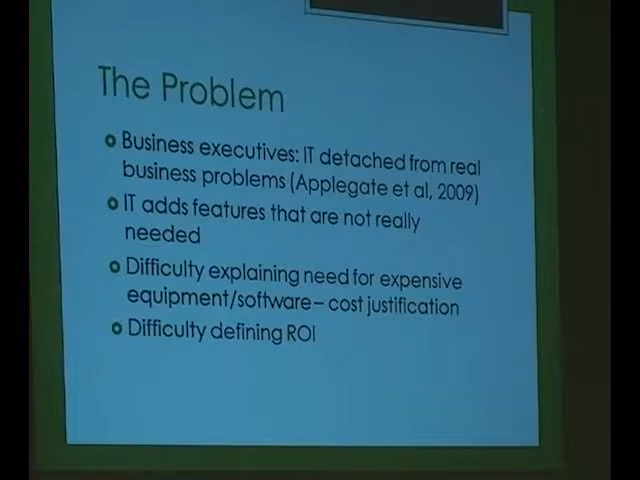 The Problem
Business executives: IT detached from real
business problems (Applegate et al, 2009)
IT adds features that are not really
needed
Difficulty explaining need for expensive
equipment/software – cost justification
Difficulty defining ROI